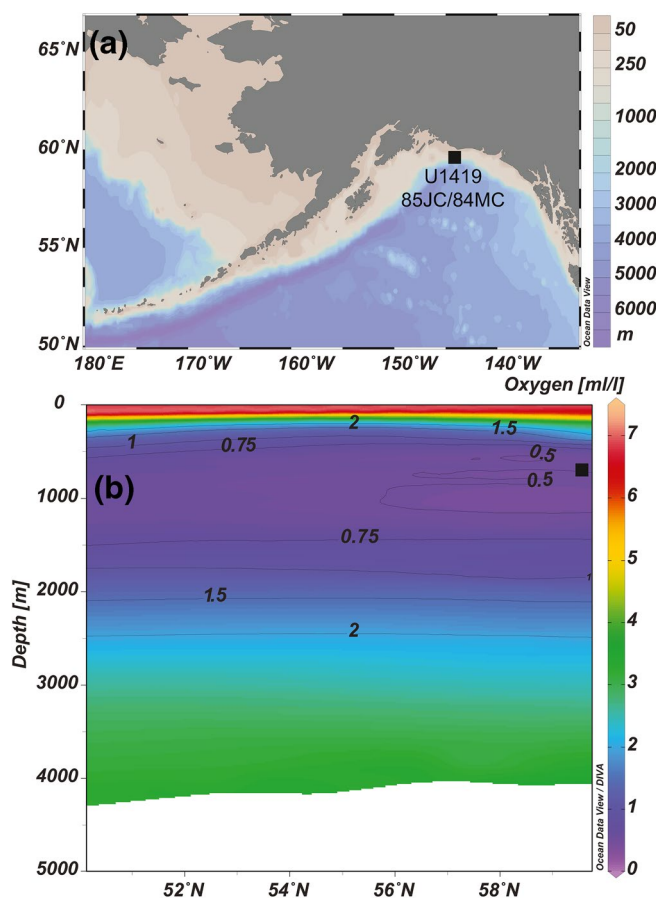 (a)
65°N
60°N
55°N
50°N
180°E
170°W
160°W
150°W
140°W
U1419
85JC/84MC
Ocean Data View
50
250
1000
2000
3000
4000
5000
6000
m
Oxygen [ml/l]
(b)
Depth [m]
0
1000
2000
3000
4000
5000
52°N
54°N
56°N
58°N
1
0.75
2
1.5
0.5
0.5
0.75
1
1.5
2
Ocean Data View / DIVA
7
6
5
4
3
2
1
0